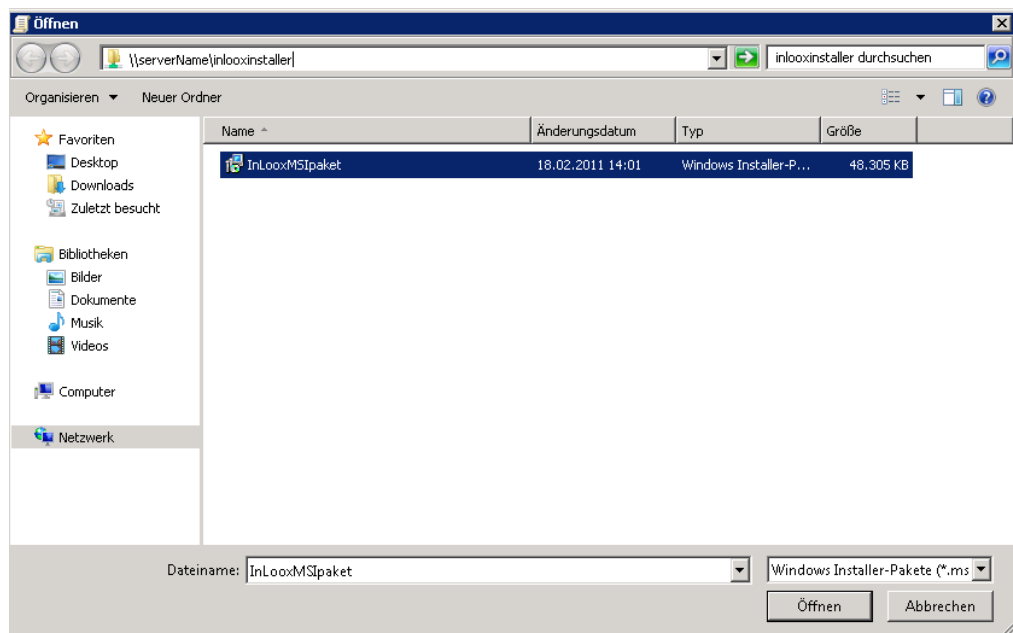 Öffnen
\\serverName\inlooxinstaller
inlooxinstaller durchsuchen
Organisieren Neuer Ordner
Name Änderungsdatum Typ Größe
InLooxMSIpaket 18.02.2011 14:01 Windows Installer-P... 48.305 KB
Favoriten
Desktop
Downloads
Zuletzt besucht
Bibliotheken
Bilder
Dokumente
Musik
Videos
Computer
Netzwerk
Dateiname: InLooxMSIpaket Windows Installer-Pakete (*.ms
Öffnen Abbrechen